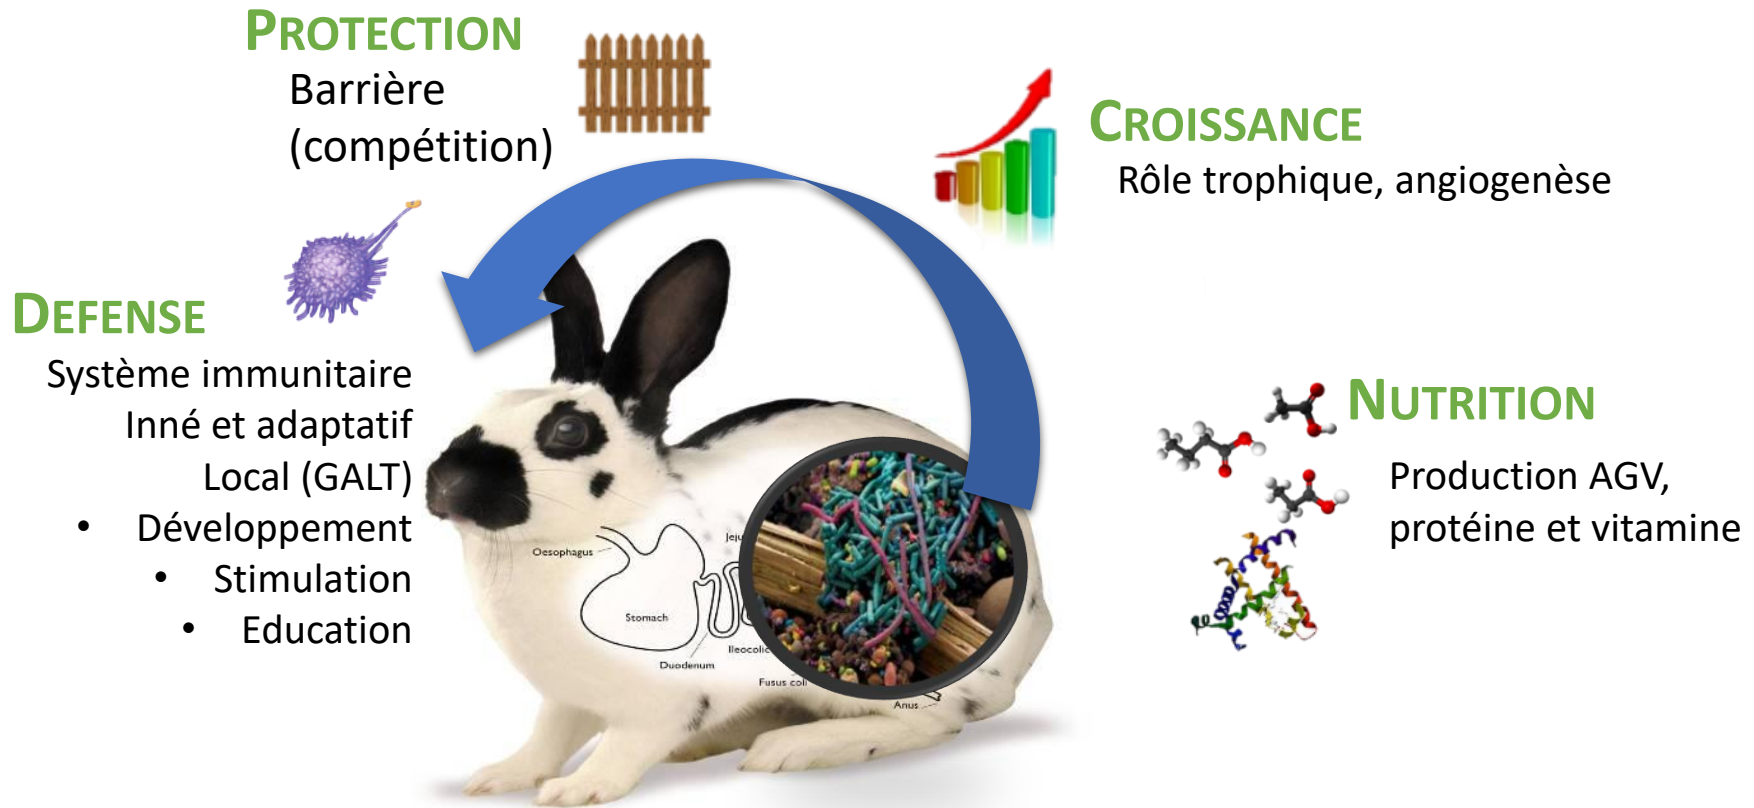 PROTECTION
Barrière
(compétition)
CROISSANCE
Rôle trophique, angiogenèse
DEFENSE
Système immunitaire
Inné et adaptatif
Local (GALT)
• Développement
• Stimulation
• Education
NUTRITION
Production AGV,
protéine et vitamine
Oesophagus
Jeju
Stomach
Ileocolic
Duodenum
Fusus coli
Anus